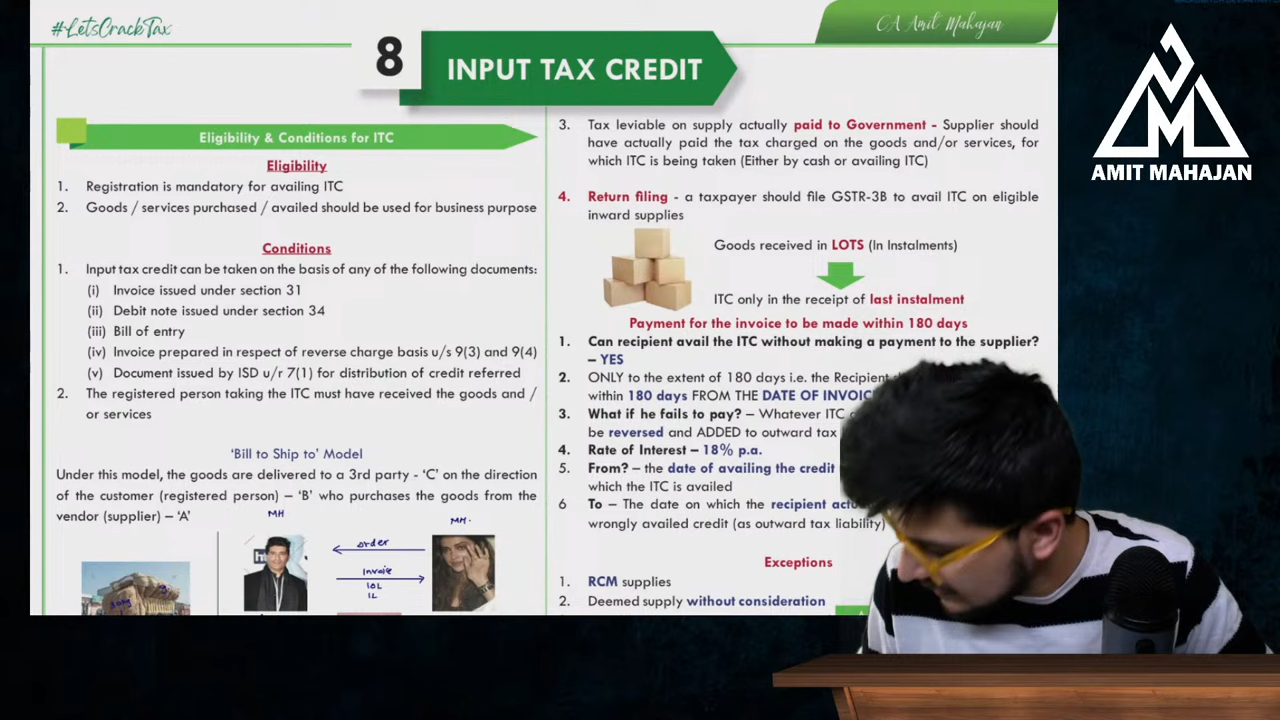 #LetsCrackTax
CA Amit Mahajan
8
INPUT TAX CREDIT
AMIT MAHAJAN
Eligibility & Conditions for ITC
Eligibility
1. Registration is mandatory for availing ITC
2. Goods / services purchased / availed should be used for business purpose
Conditions
1. Input tax credit can be taken on the basis of any of the following documents:
(i) Invoice issued under section 31
(ii) Debit note issued under section 34
(iii) Bill of entry
(iv) Invoice prepared in respect of reverse charge basis u/s 9(3) and 9(4)
(v) Document issued by ISD u/r 7(1) for distribution of credit referred
2. The registered person taking the ITC must have received the goods and /
or services
‘Bill to Ship to’ Model
Under this model, the goods are delivered to a 3rd party - ‘C’ on the direction
of the customer (registered person) – ‘B’ who purchases the goods from the
vendor (supplier) – ‘A’
MH
MH.
order
Invoice
10L
1L
3. Tax leviable on supply actually paid to Government - Supplier should
have actually paid the tax charged on the goods and/or services, for
which ITC is being taken (Either by cash or availing ITC)
4. Return filing - a taxpayer should file GSTR-3B to avail ITC on eligible
inward supplies
Goods received in LOTS (In Instalments)
ITC only in the receipt of last instalment
Payment for the invoice to be made within 180 days
1. Can recipient avail the ITC without making a payment to the supplier?
– YES
2. ONLY to the extent of 180 days i.e. the Recipient
within 180 days FROM THE DATE OF
3. What if he fails to pay? – Whatever ITC
be reversed and ADDED to outward tax
4. Rate of Interest – 18% p.a.
5. From? – the date of availing the credit
which the ITC is availed
6 To – The date on which the recipient
wrongly availed credit (as outward tax liability)
Exceptions
1. RCM supplies
2. Deemed supply without consideration